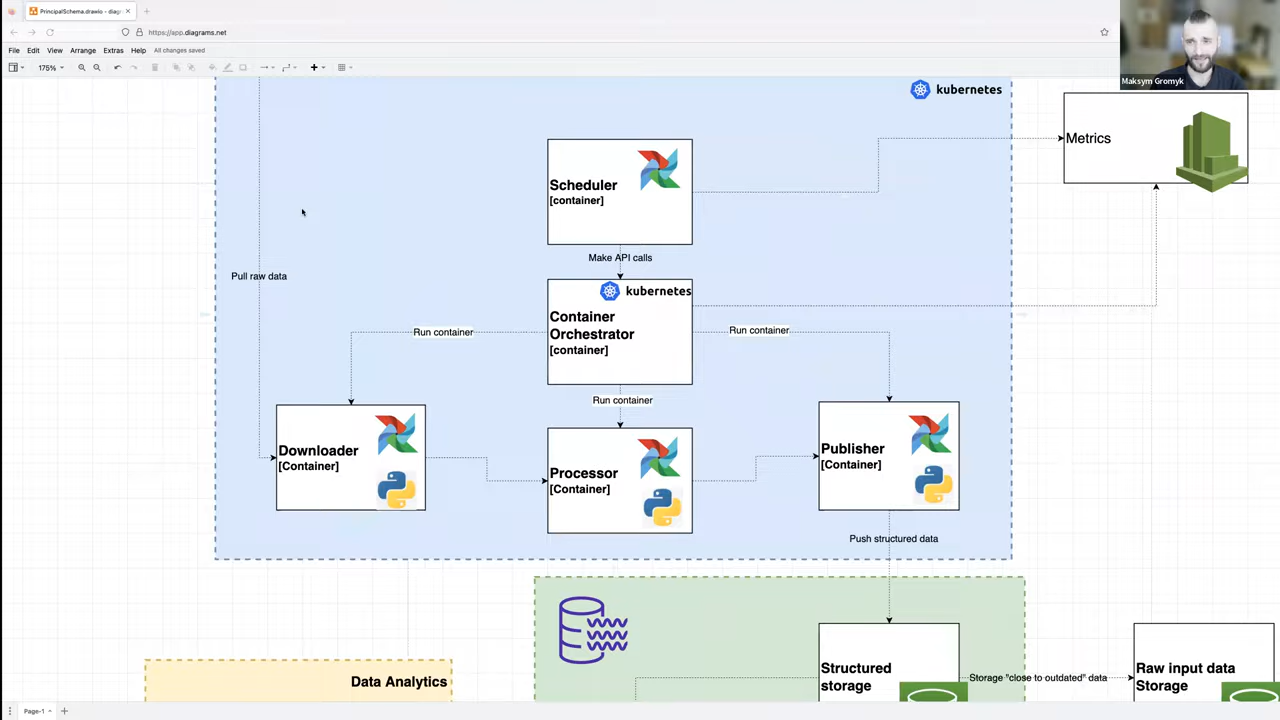 PrincipalSchema.drawio - diag
https://app.diagrams.net
File Edit View Arrange Extras Help All changes saved
175%
Maksym Gromyk
kubernetes
Metrics
Scheduler
[container]
Make API calls
Pull raw data
kubernetes
Container
Orchestrator
[container]
Run container
Run container
Run container
Downloader
[Container]
Processor
[Container]
Publisher
[Container]
Push structured data
Structured
storage
Storage "close to outdated" data
Raw input data
Storage
Data Analytics
Page-1